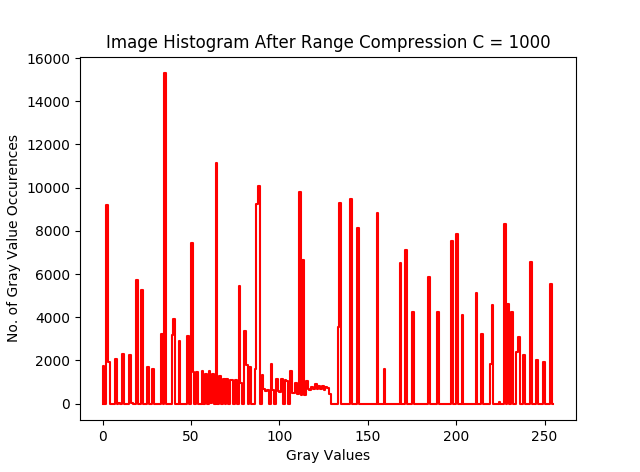 Image Histogram After Range Compression C = 1000
No. of Gray Value Occurences
16000
14000
12000
10000
8000
6000
4000
2000
0
0 50 100 150 200 250
Gray Values